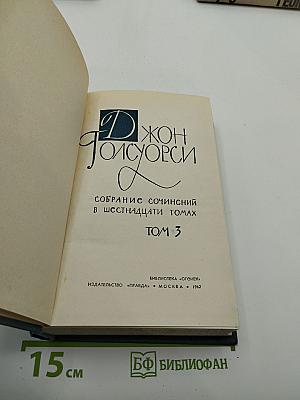 Джон
Голсуорси
СОБРАНИЕ СОЧИНЕНИЙ
В ШЕСТНАДЦАТИ ТОМАХ
ТОМ 3
БИБЛИОТЕКА «ОГОНЕК»
ИЗДАТЕЛЬСТВО «ПРАВДА» • МОСКВА • 1962
15 см
БФ БИБЛИОФАН